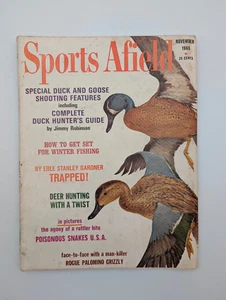 Sports Afield
NOVEMBER
1965
35 CENTS
SPECIAL DUCK AND GOOSE
SHOOTING FEATURES
including
COMPLETE
DUCK HUNTER'S GUIDE
by Jimmy Robinson
HOW TO GET SET
FOR WINTER FISHING
BY ERLE STANLEY GARDNER
TRAPPED!
DEER HUNTING
WITH A TWIST
in pictures
the agony of a rattler bite
POISONOUS SNAKES U.S.A.
face-to-face with a man-killer
ROGUE PALOMINO GRIZZLY